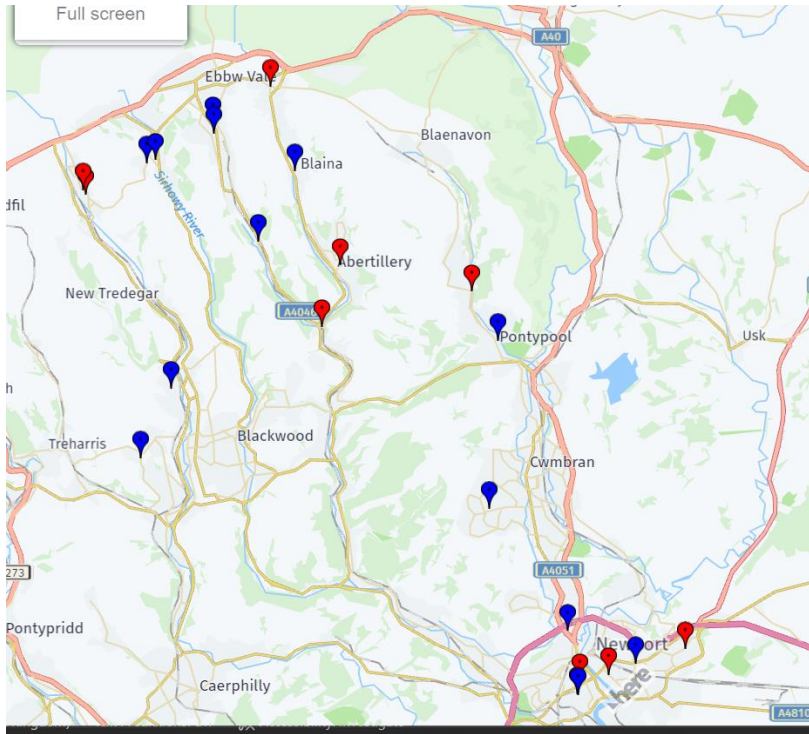 Full screen
A40
Ebbw Vale
Blaenavon
Blaina
dfil
Sirhowy River
Abertillery
New Tredegar
A4046
Pontypool
Usk
h
Treharris
Blackwood
Cwmbran
273
A4051
Pontypridd
Newport
Caerphilly
here
A4810